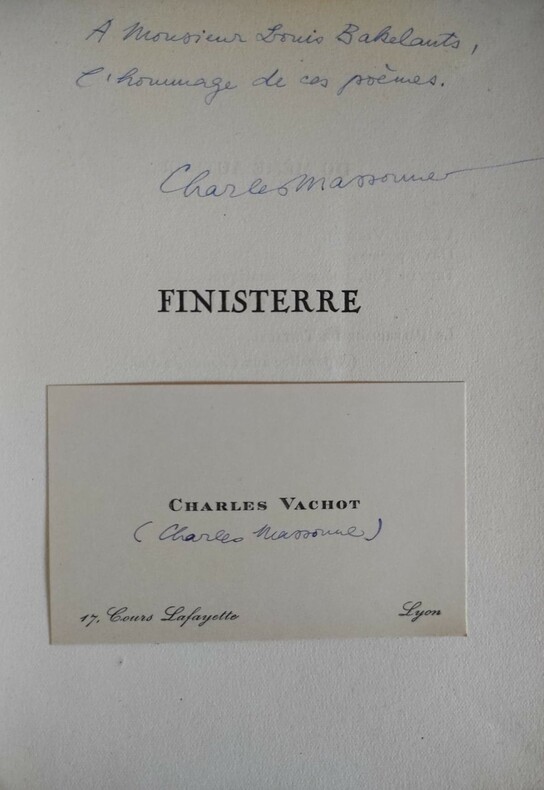 A Monsieur Louis Bakelants,
l'hommage de ces poèmes.
Charles Massonne
FINISTERRE
CHARLES VACHOT
(Charles Massonne)
17, Cours Lafayette
Lyon